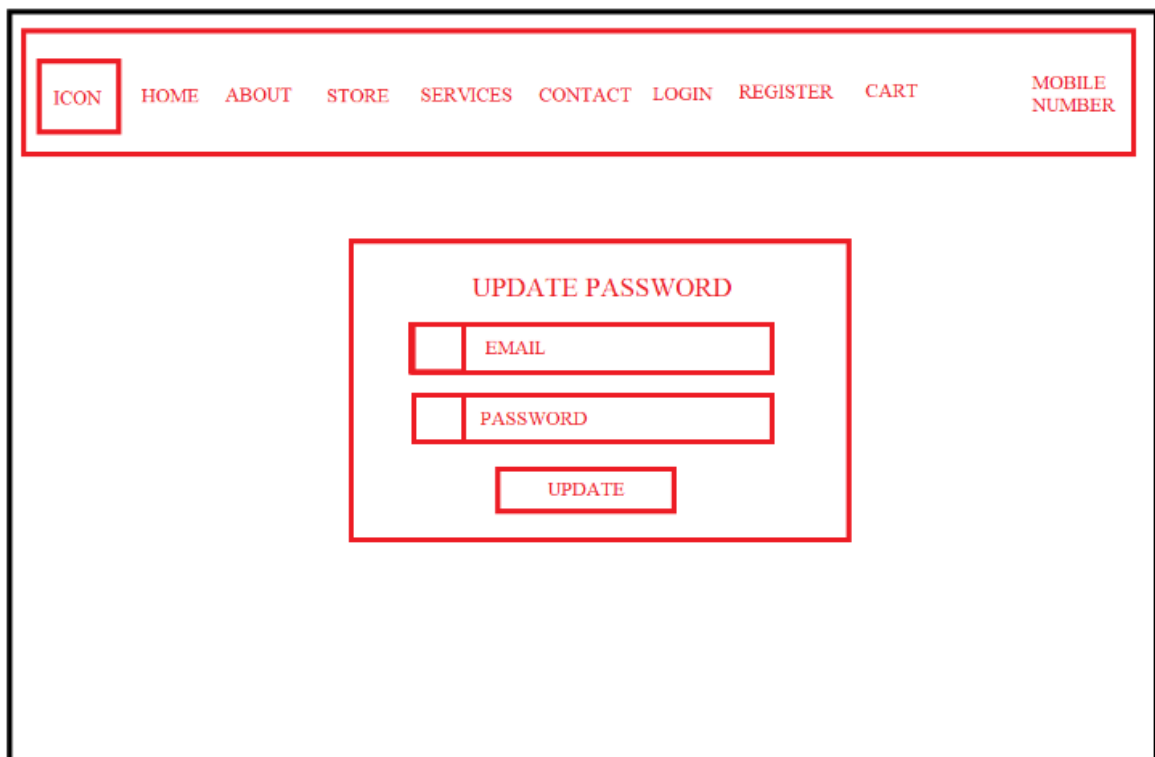 ICON HOME ABOUT STORE SERVICES CONTACT LOGIN REGISTER CART MOBILE
NUMBER
UPDATE PASSWORD
EMAIL
PASSWORD
UPDATE